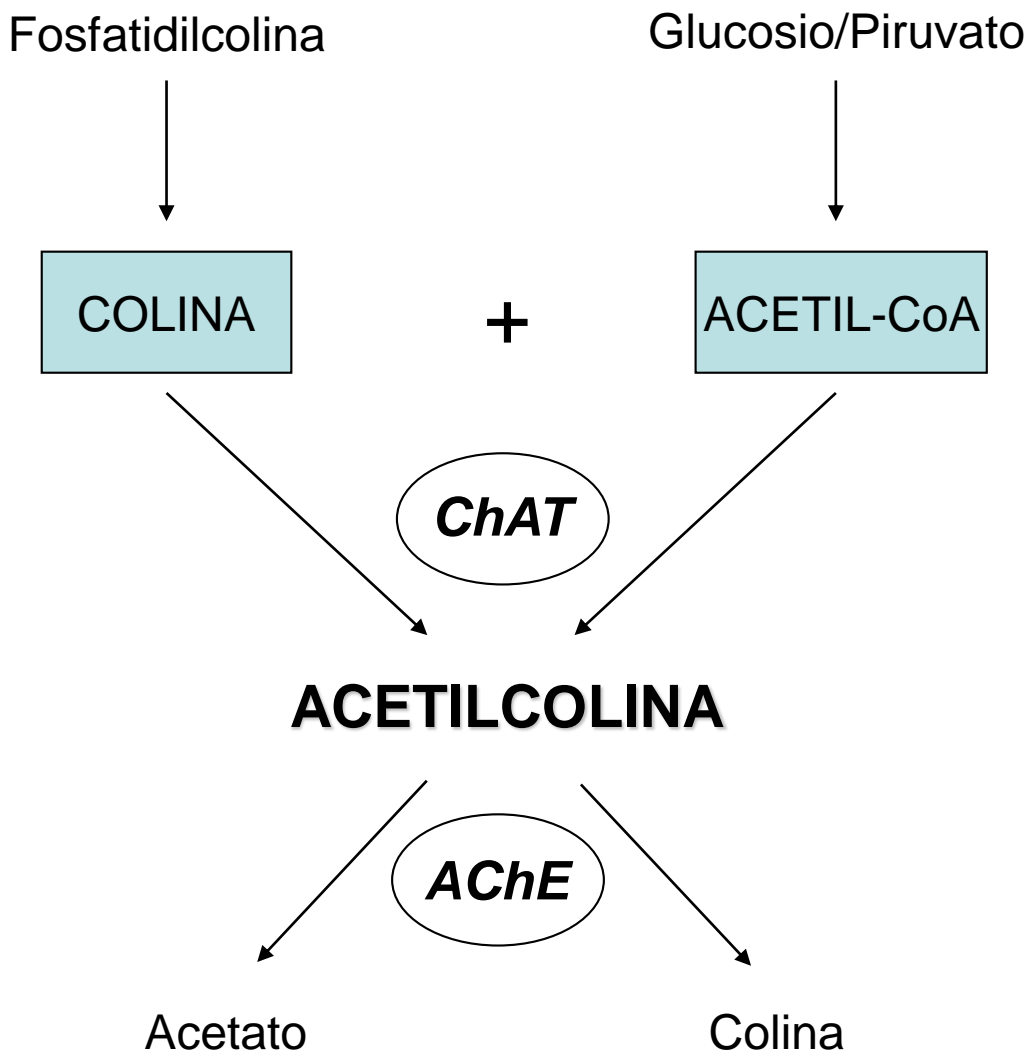 Fosfatidilcolina
Glucosio/Piruvato
COLINA
+
ACETIL-CoA
ChAT
ACETILCOLINA
AChE
Acetato
Colina